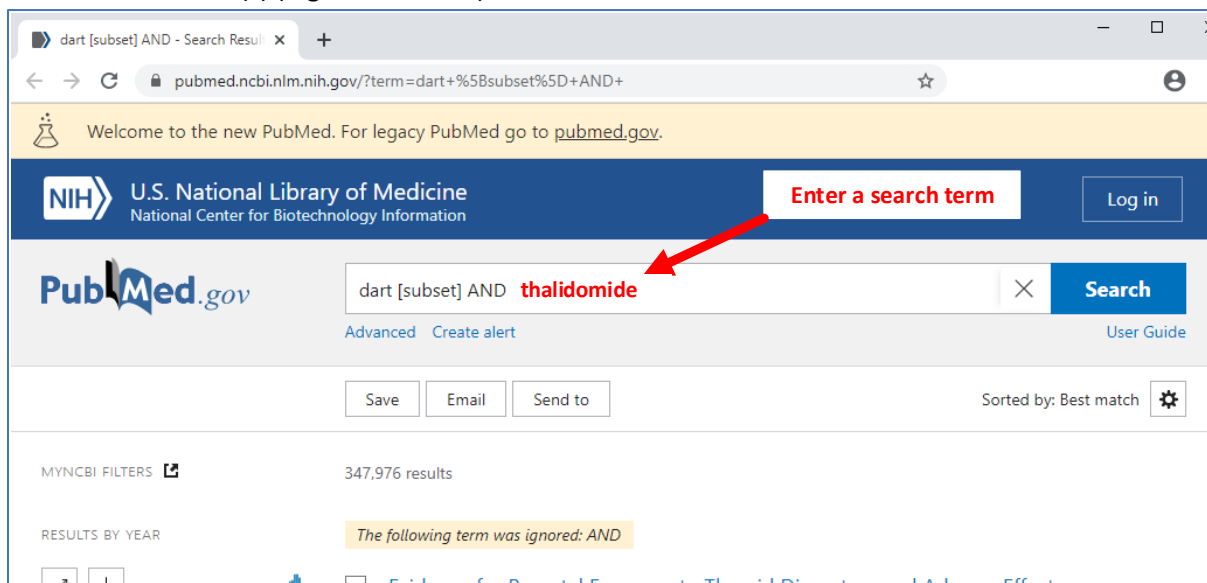 dart [subset] AND - Search Resul
pubmed.ncbi.nlm.nih.gov/?term=dart+%5Bsubset%5D+AND+
Welcome to the new PubMed. For legacy PubMed go to pubmed.gov.
NIH
U.S. National Library of Medicine
National Center for Biotechnology Information
Enter a search term
Log in
PubMed.gov
dart [subset] AND thalidomide
Search
Advanced Create alert
User Guide
Save Email Send to
Sorted by: Best match
MYNCBI FILTERS
347,976 results
RESULTS BY YEAR
The following term was ignored: AND